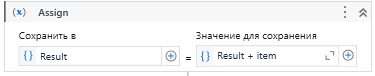 (x) Assign
Сохранить в Значение для сохранения
{} Result = {} Result + item